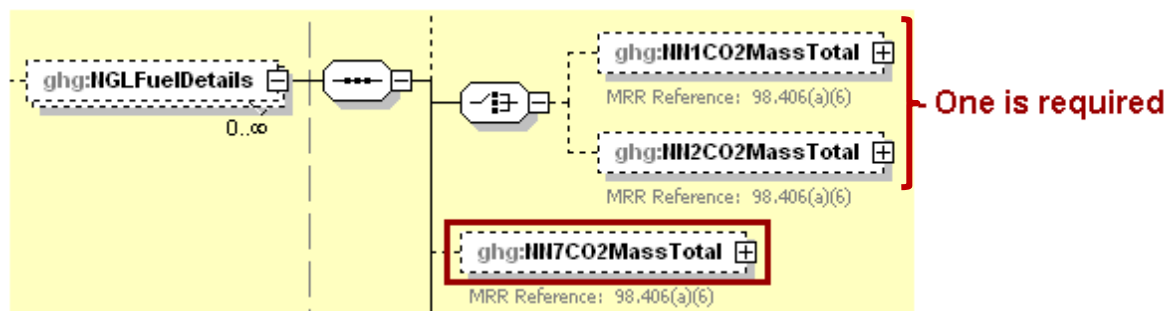 ghg:NN1CO2MassTotal
ghg:NGLFuelDetails
MRR Reference: 98.406(a)(6)
One is required
0..∞
ghg:NN2CO2MassTotal
MRR Reference: 98.406(a)(6)
ghg:NN7CO2MassTotal
MRR Reference: 98.406(a)(6)